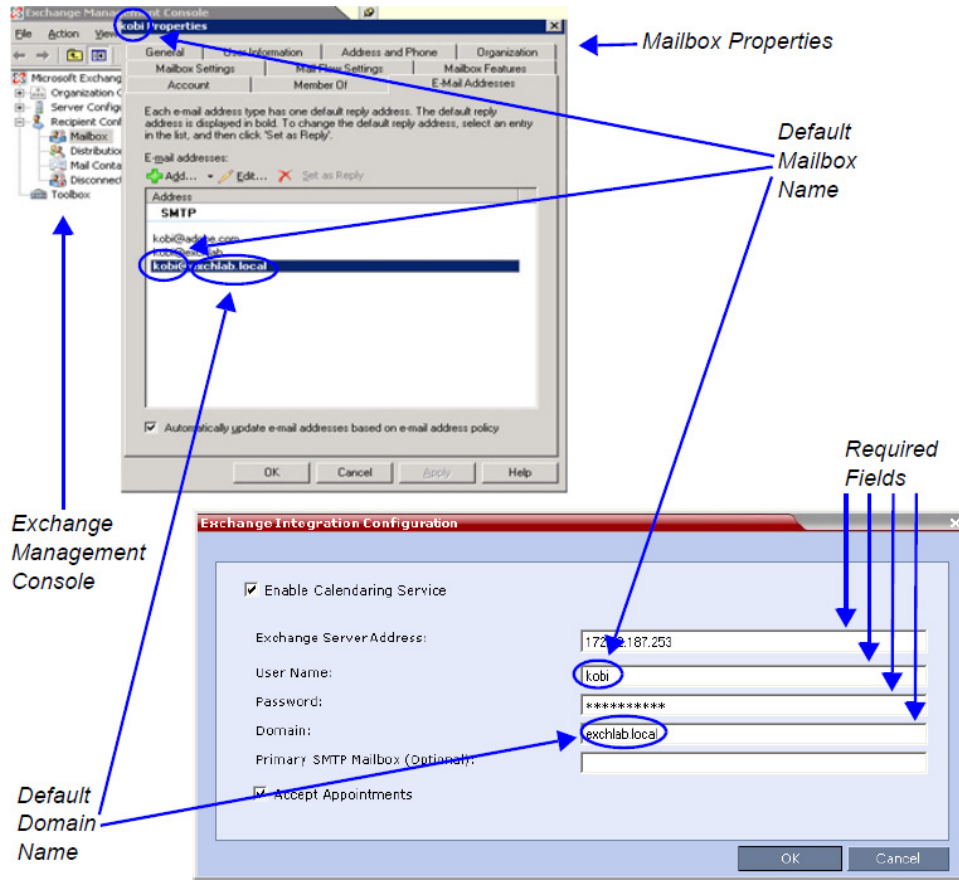 Exchange Management Console
kobi Properties
File Action View
General User Information Address and Phone Organization
Mailbox Settings Mail Flow Settings Mailbox Features
Account Member Of E-Mail Addresses
Mailbox Properties
Microsoft Exchang
Organization C
Server Configu
Recipient Conf
Mailbox
Distribution
Mail Conta
Disconnect
Toolbox
Each e-mail address type has one default reply address. The default reply
address is displayed in bold. To change the default reply address, select an entry
in the list, and then click 'Set as Reply'.
E-mail addresses:
Add... Edit... Set as Reply
Address
SMTP
kobi@adobe.com
kobi@exchlab
kobi@exchlab.local
Automatically update e-mail addresses based on e-mail address policy
OK Cancel Apply Help
Default
Mailbox
Name
Required
Fields
Exchange
Management
Console
Exchange Integration Configuration
Enable Calendaring Service
Exchange Server Address:
User Name: kobi
Password: **********
Domain: exchlab.local
Primary SMTP Mailbox (Optional):
Accept Appointments
OK Cancel
Default
Domain
Name